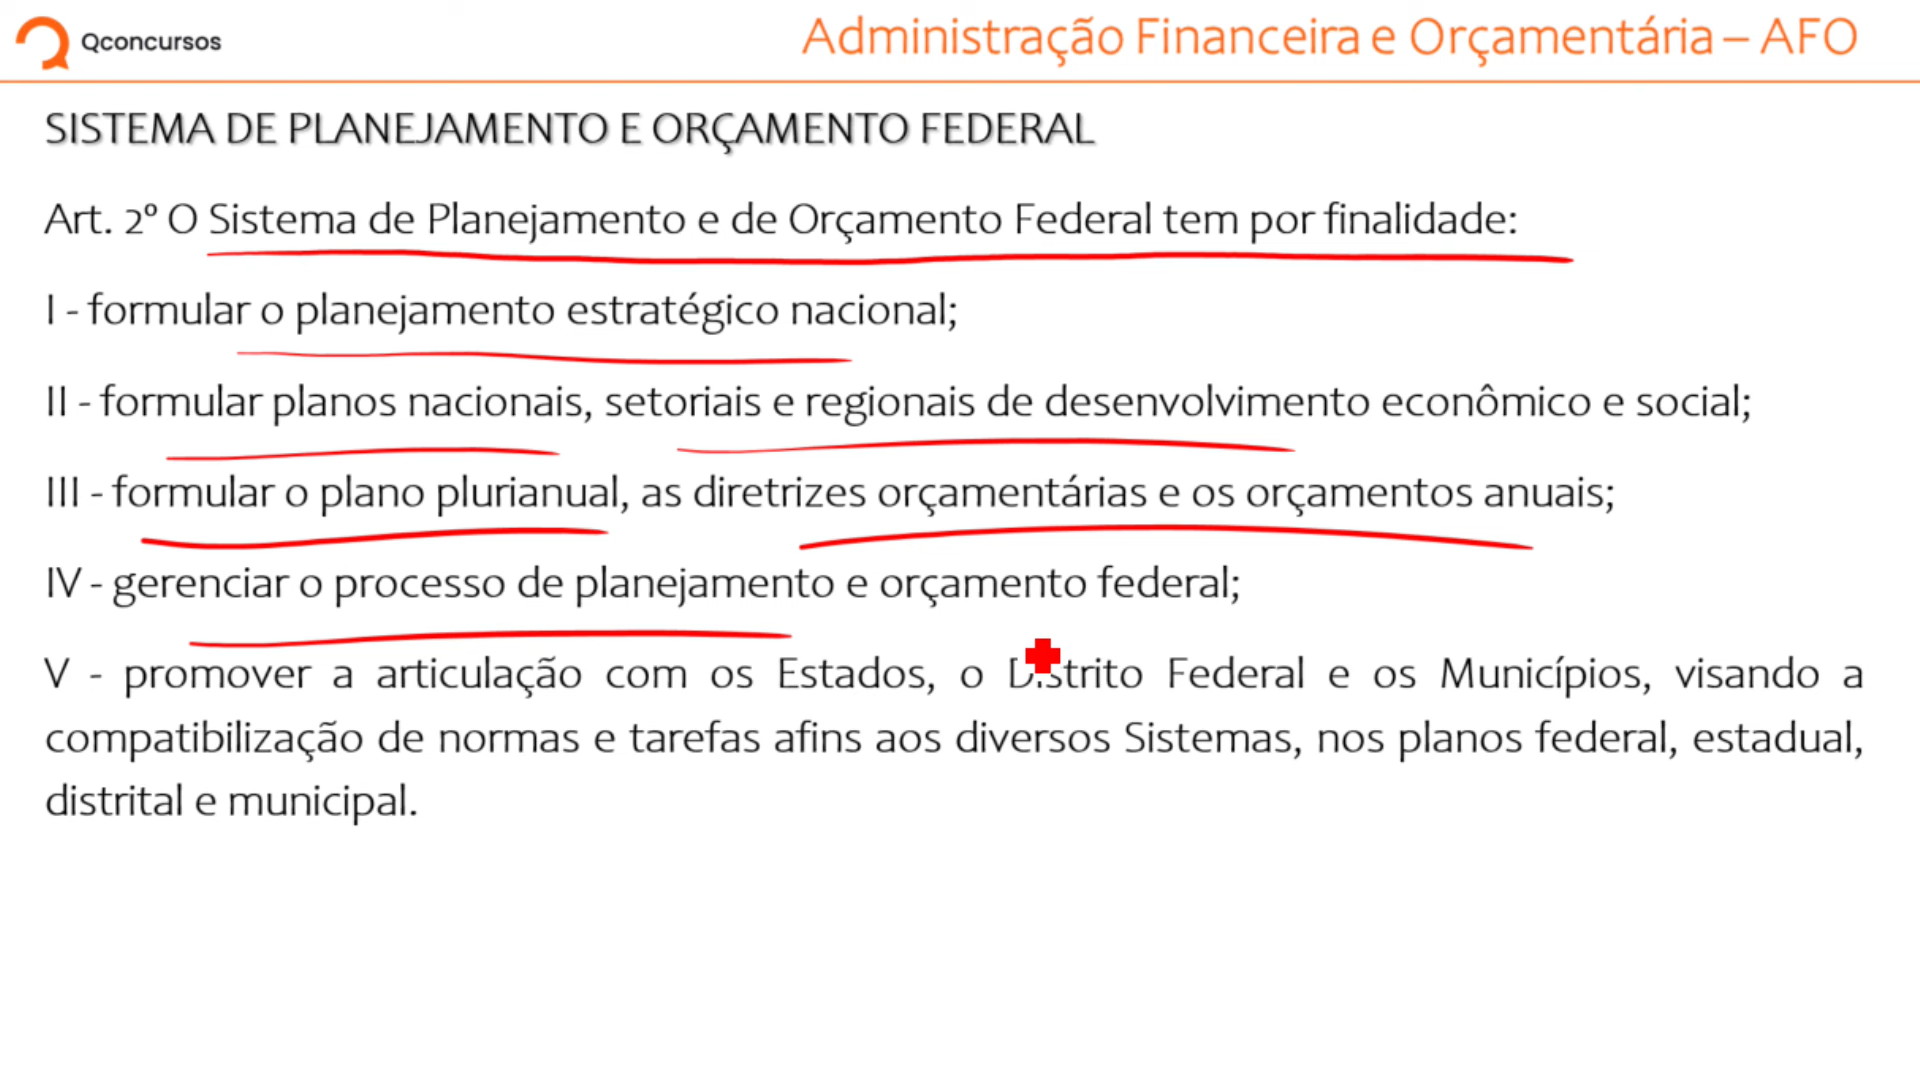 Qconcursos
Administração Financeira e Orçamentária – AFO
SISTEMA DE PLANEJAMENTO E ORÇAMENTO FEDERAL
Art. 2º O Sistema de Planejamento e de Orçamento Federal tem por finalidade:
I - formular o planejamento estratégico nacional;
II - formular planos nacionais, setoriais e regionais de desenvolvimento econômico e social;
III - formular o plano plurianual, as diretrizes orçamentárias e os orçamentos anuais;
IV - gerenciar o processo de planejamento e orçamento federal;
V - promover a articulação com os Estados, o Distrito Federal e os Municípios, visando a
compatibilização de normas e tarefas afins aos diversos Sistemas, nos planos federal, estadual,
distrital e municipal.